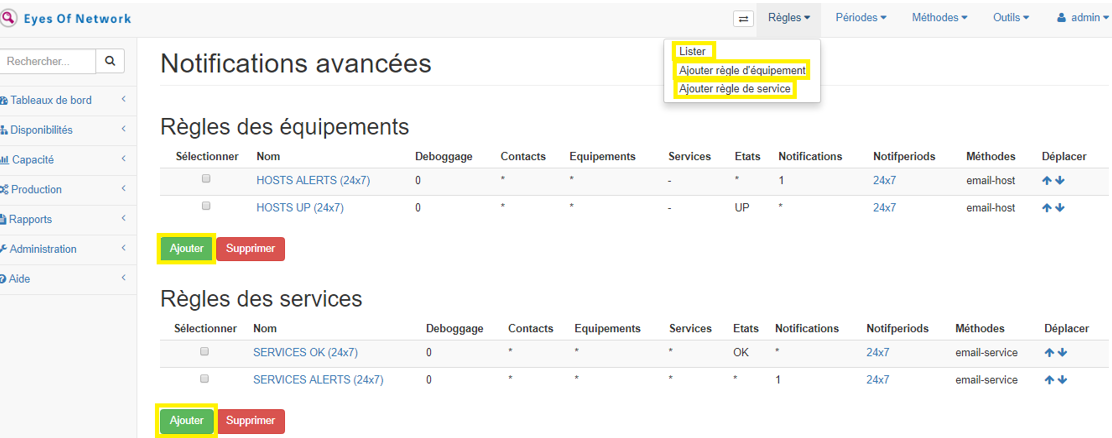 Eyes Of Network
Règles Périodes Méthodes Outils admin
Rechercher...
Lister
Ajouter règle d'équipement
Ajouter règle de service
Notifications avancées
Tableaux de bord
Disponibilités
Capacité
Production
Rapports
Administration
Aide
Règles des équipements
Sélectionner Nom Deboggage Contacts Equipements Services Etats Notifications Notifperiods Méthodes Déplacer
HOSTS ALERTS (24x7) 0 * * - * 1 24x7 email-host
HOSTS UP (24x7) 0 * * - UP * 24x7 email-host
Ajouter Supprimer
Règles des services
Sélectionner Nom Deboggage Contacts Equipements Services Etats Notifications Notifperiods Méthodes Déplacer
SERVICES OK (24x7) 0 * * * OK * 24x7 email-service
SERVICES ALERTS (24x7) 0 * * * * 1 24x7 email-service
Ajouter Supprimer